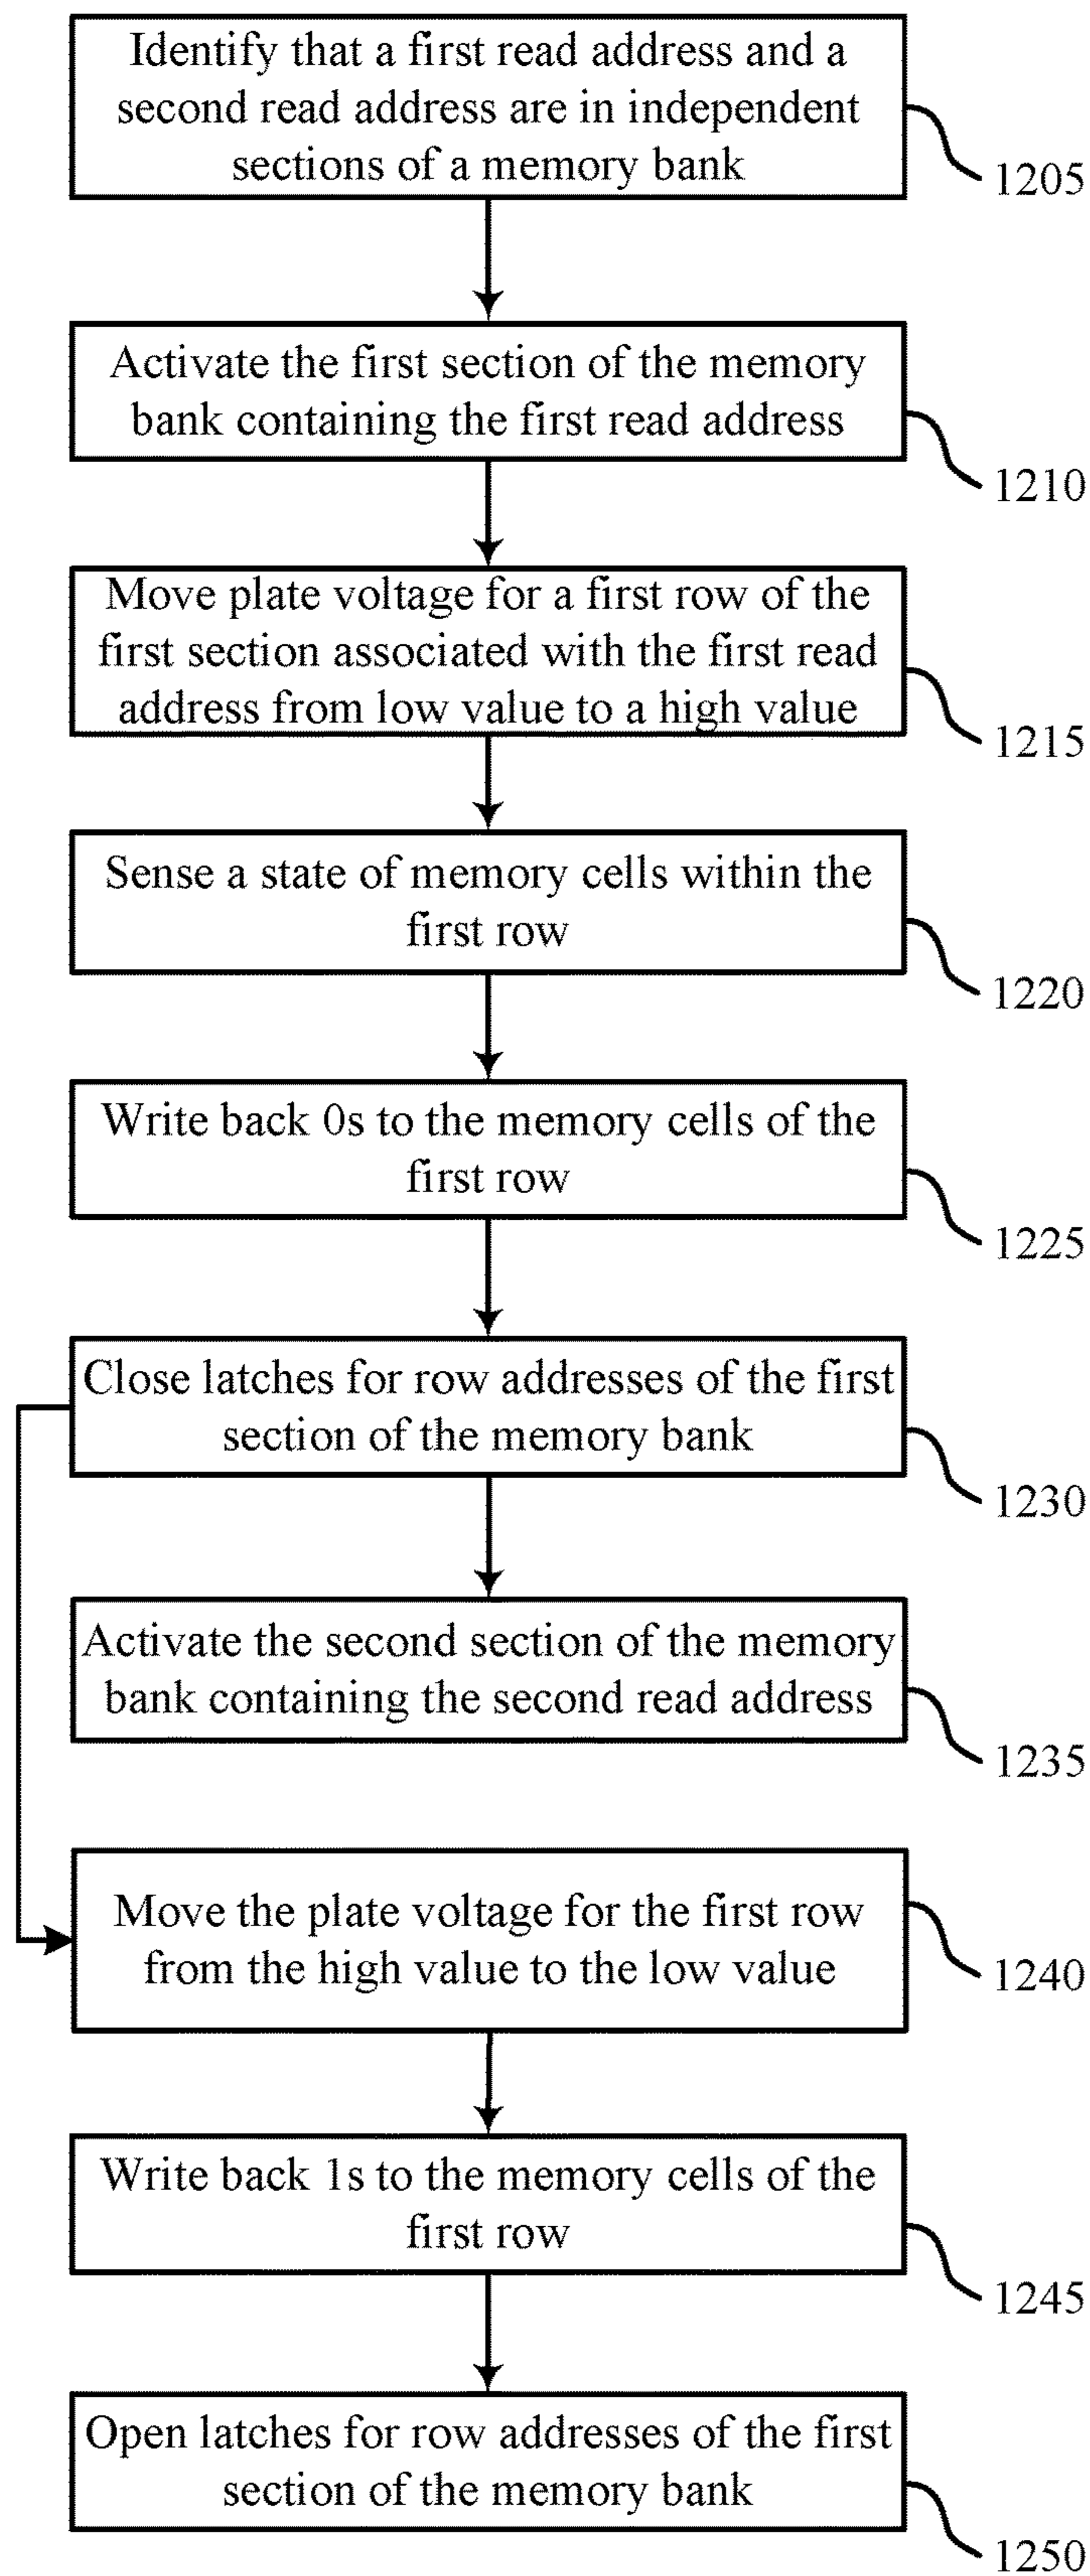 Identify that a first read address and a
second read address are in independent
sections of a memory bank
1205
Activate the first section of the memory
bank containing the first read address
1210
Move plate voltage for a first row of the
first section associated with the first read
address from low value to a high value
1215
Sense a state of memory cells within the
first row
1220
Write back 0s to the memory cells of the
first row
1225
Close latches for row addresses of the first
section of the memory bank
1230
Activate the second section of the memory
bank containing the second read address
1235
Move the plate voltage for the first row
from the high value to the low value
1240
Write back 1s to the memory cells of the
first row
1245
Open latches for row addresses of the first
section of the memory bank
1250